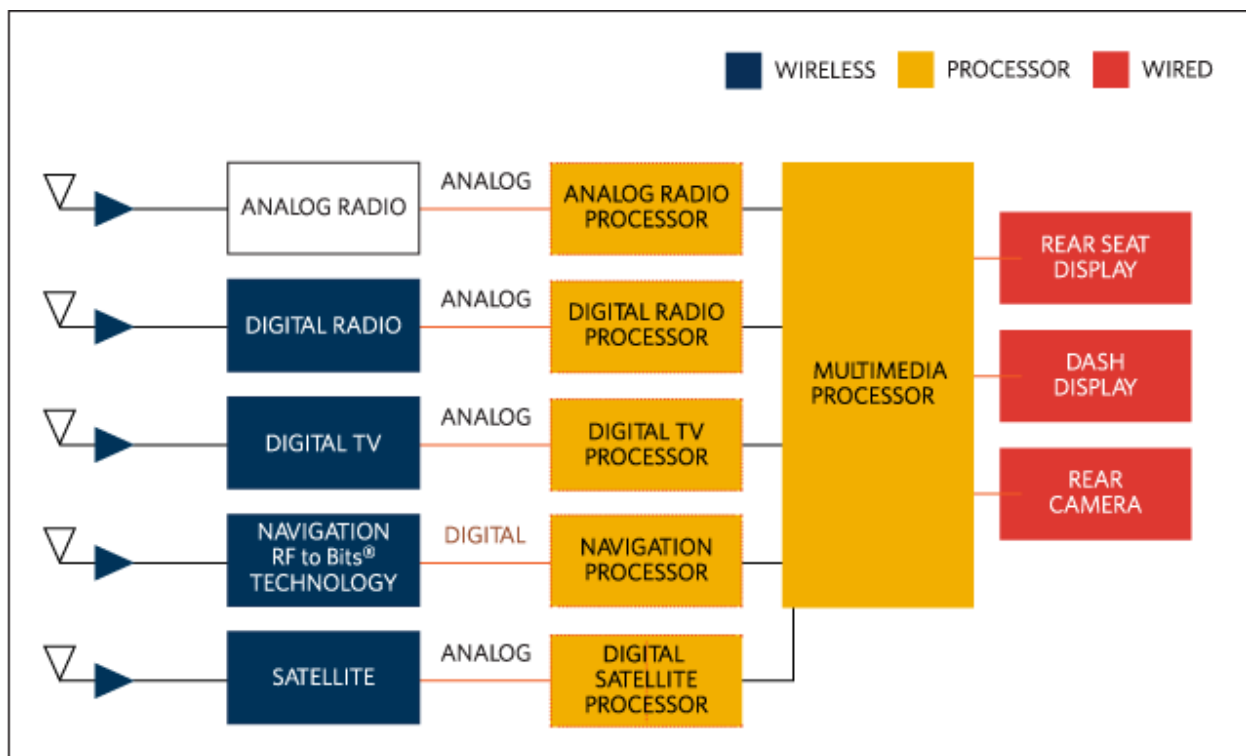 WIRELESS
PROCESSOR
WIRED
ANALOG RADIO
ANALOG
ANALOG RADIO
PROCESSOR
DIGITAL RADIO
ANALOG
DIGITAL RADIO
PROCESSOR
DIGITAL TV
ANALOG
DIGITAL TV
PROCESSOR
NAVIGATION
RF to Bits®
TECHNOLOGY
DIGITAL
NAVIGATION
PROCESSOR
SATELLITE
ANALOG
DIGITAL
SATELLITE
PROCESSOR
MULTIMEDIA
PROCESSOR
REAR SEAT
DISPLAY
DASH
DISPLAY
REAR
CAMERA